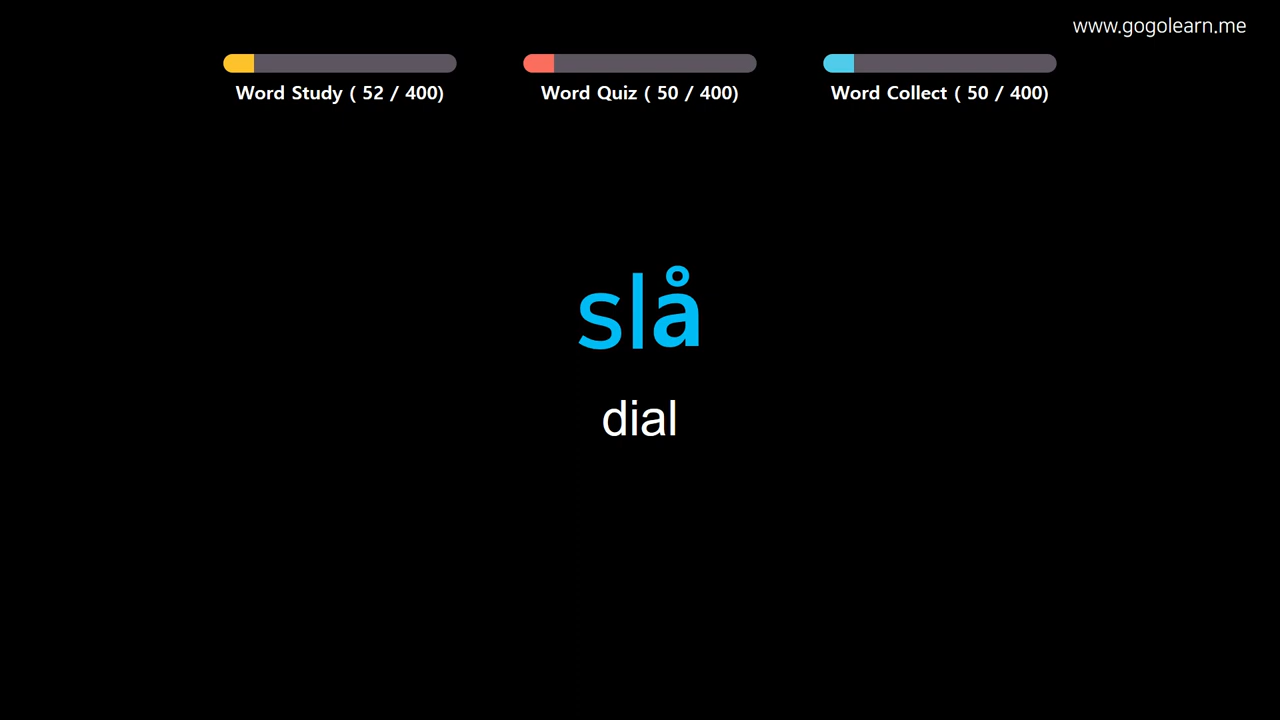 www.gogolearn.me
Word Study ( 52 / 400)
Word Quiz ( 50 / 400)
Word Collect ( 50 / 400)
slå
dial